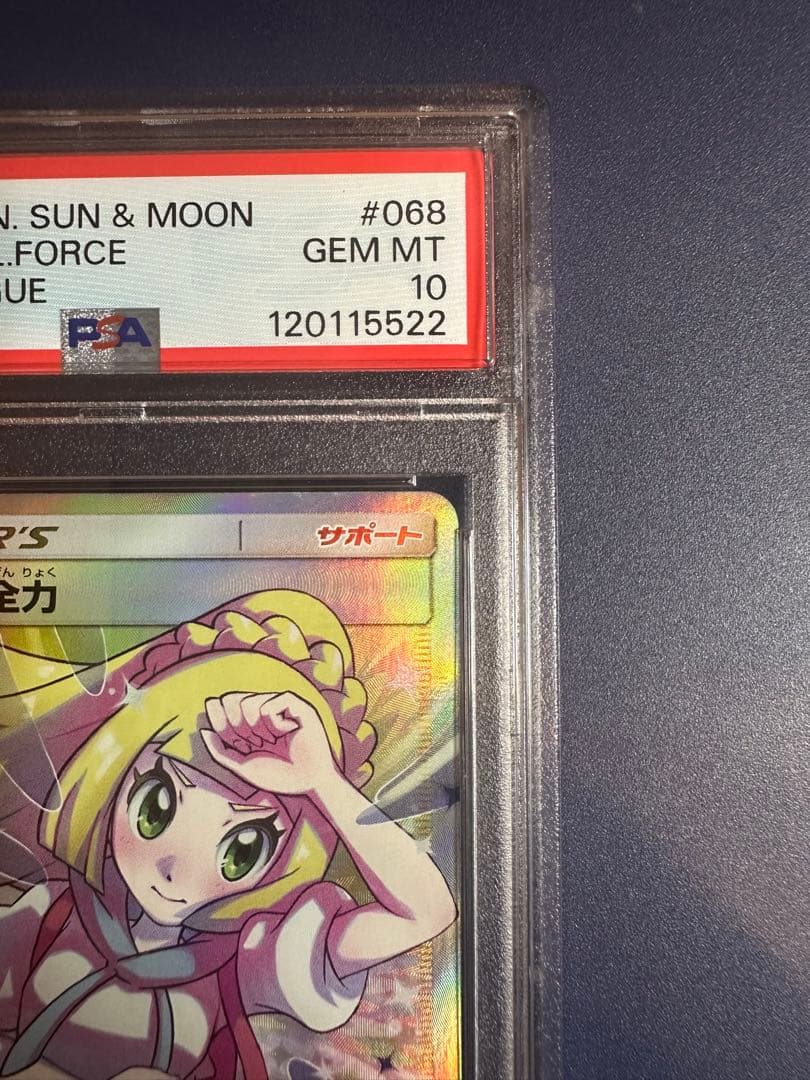 N. SUN & MOON #068
L.FORCE GEM MT
GUE 10
PSA 120115522
R'S サポート
ぜん りょく
全力